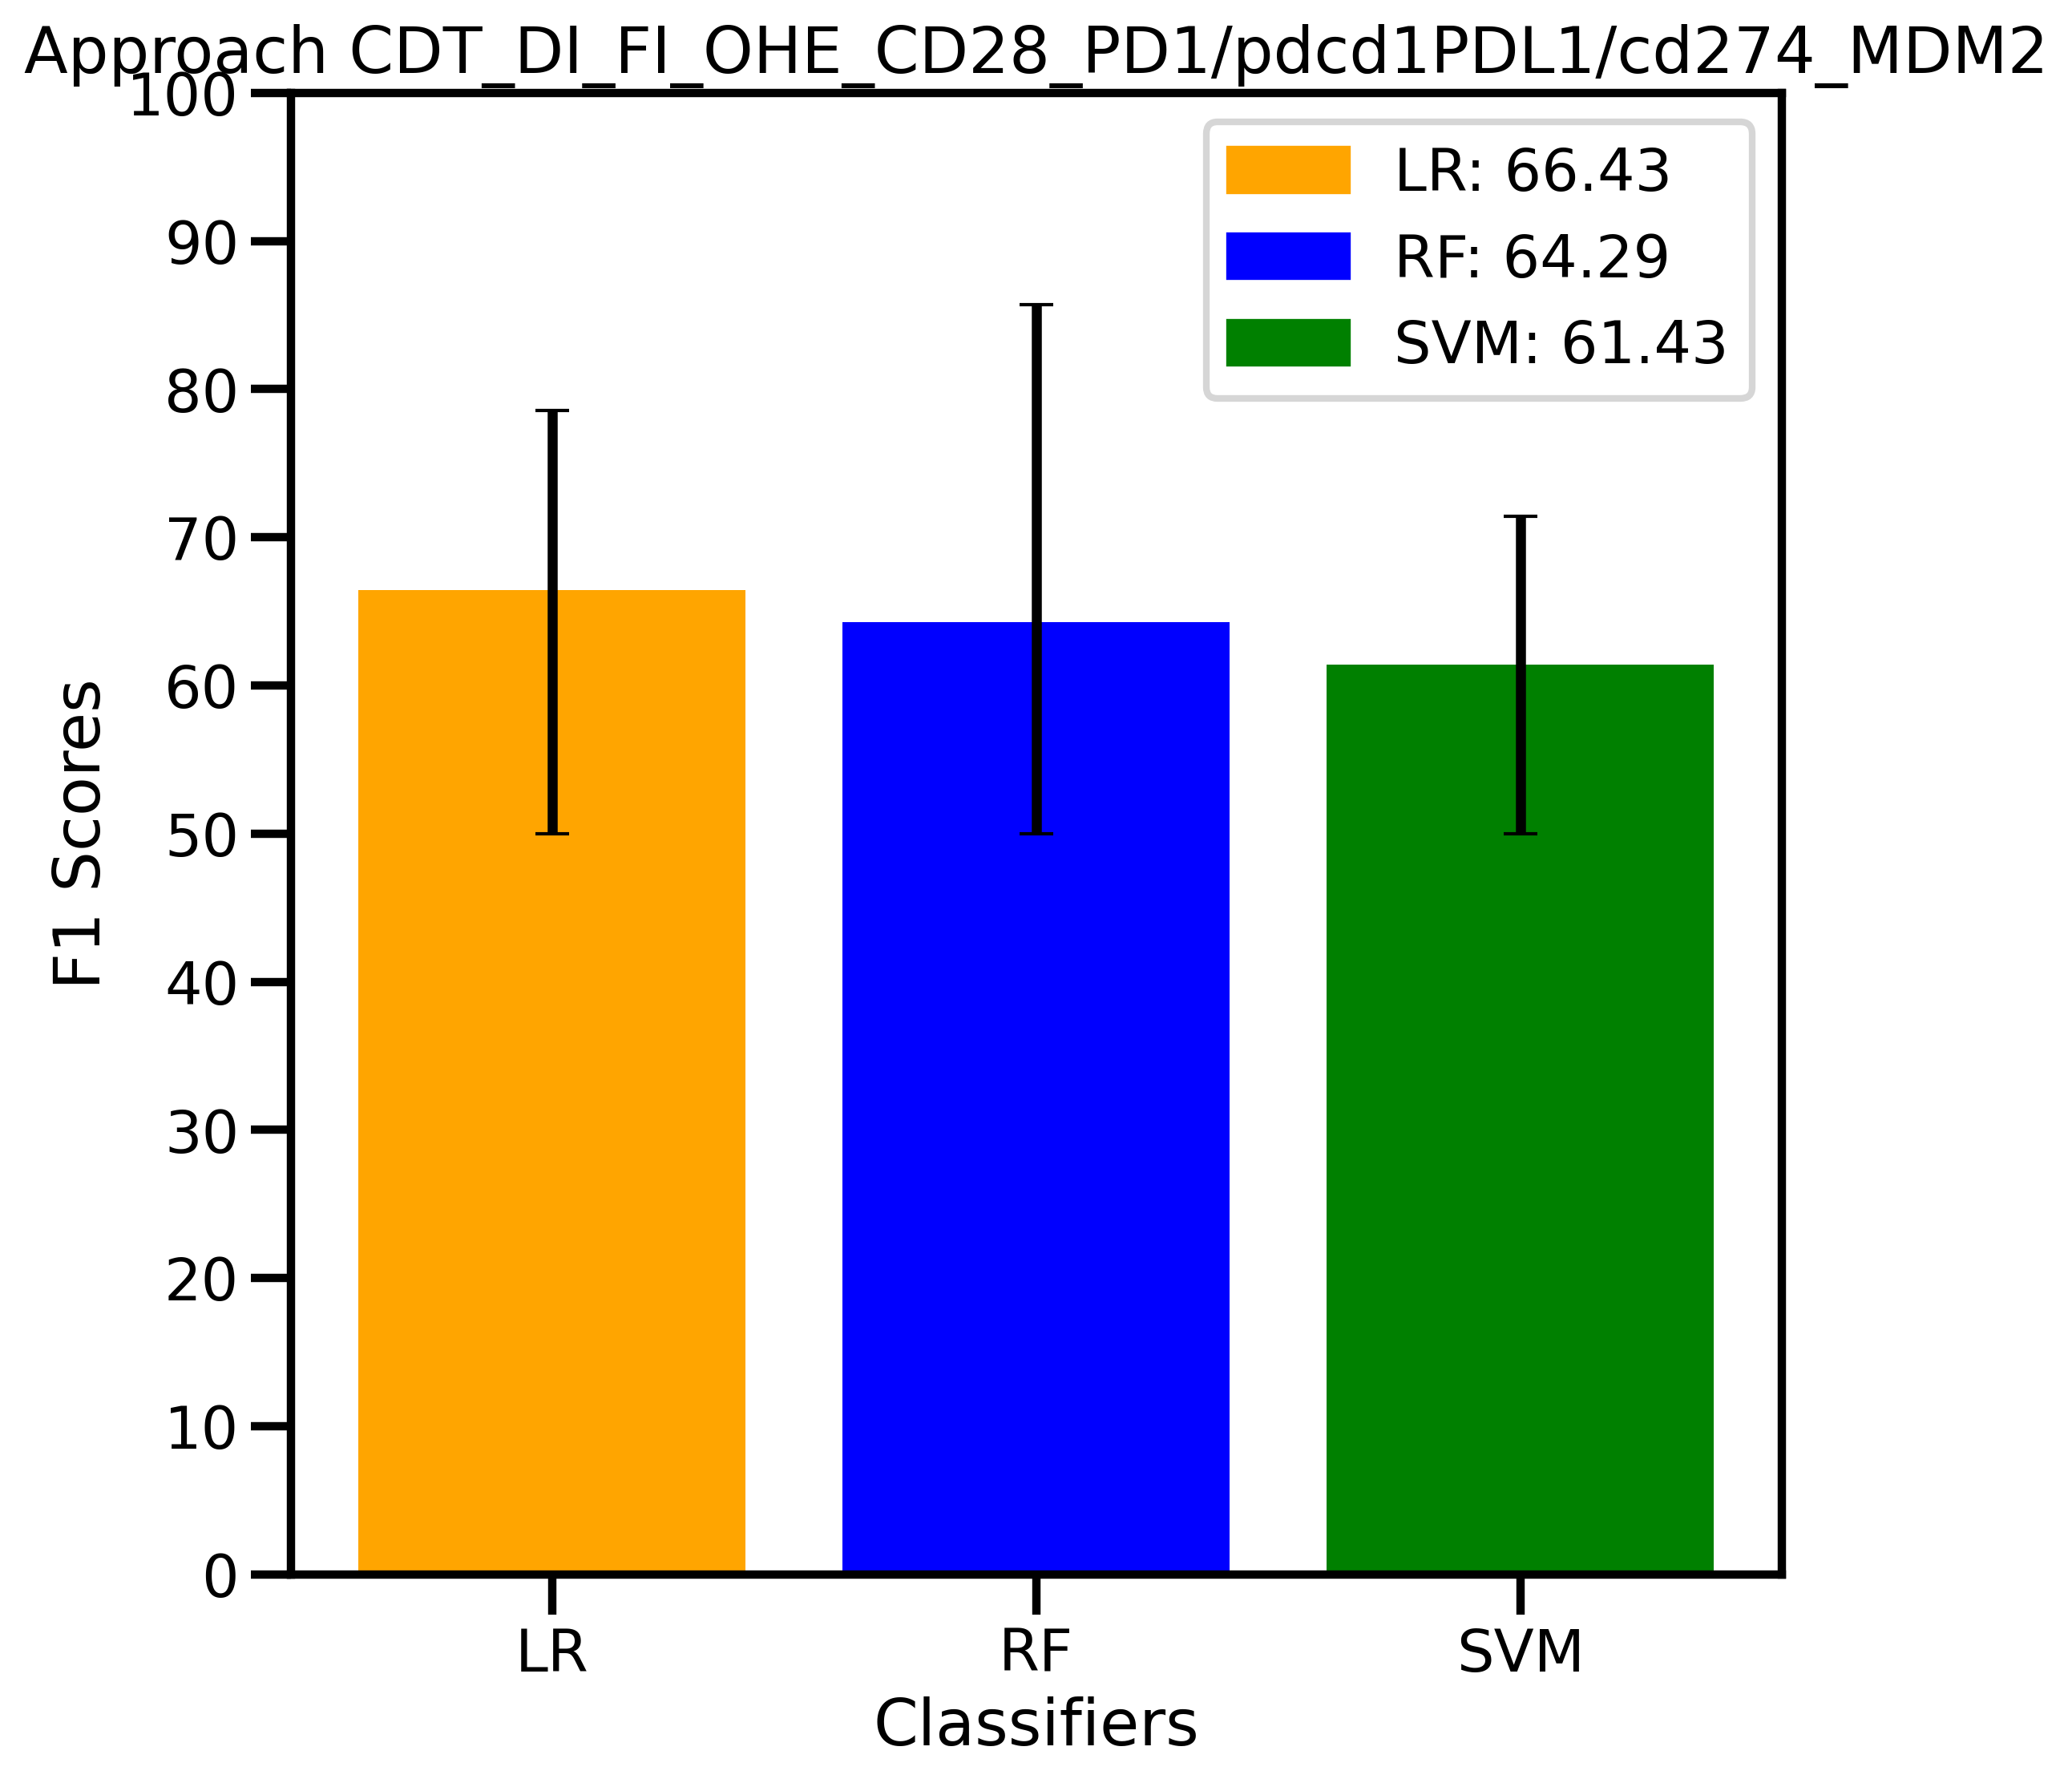 Approach CDT_DI_FI_OHE_CD28_PD1/pdcd1PDL1/cd274_MDM2
100
90
80
70
60
50
40
30
20
10
0
F1 Scores
LR: 66.43
RF: 64.29
SVM: 61.43
LR
RF
SVM
Classifiers